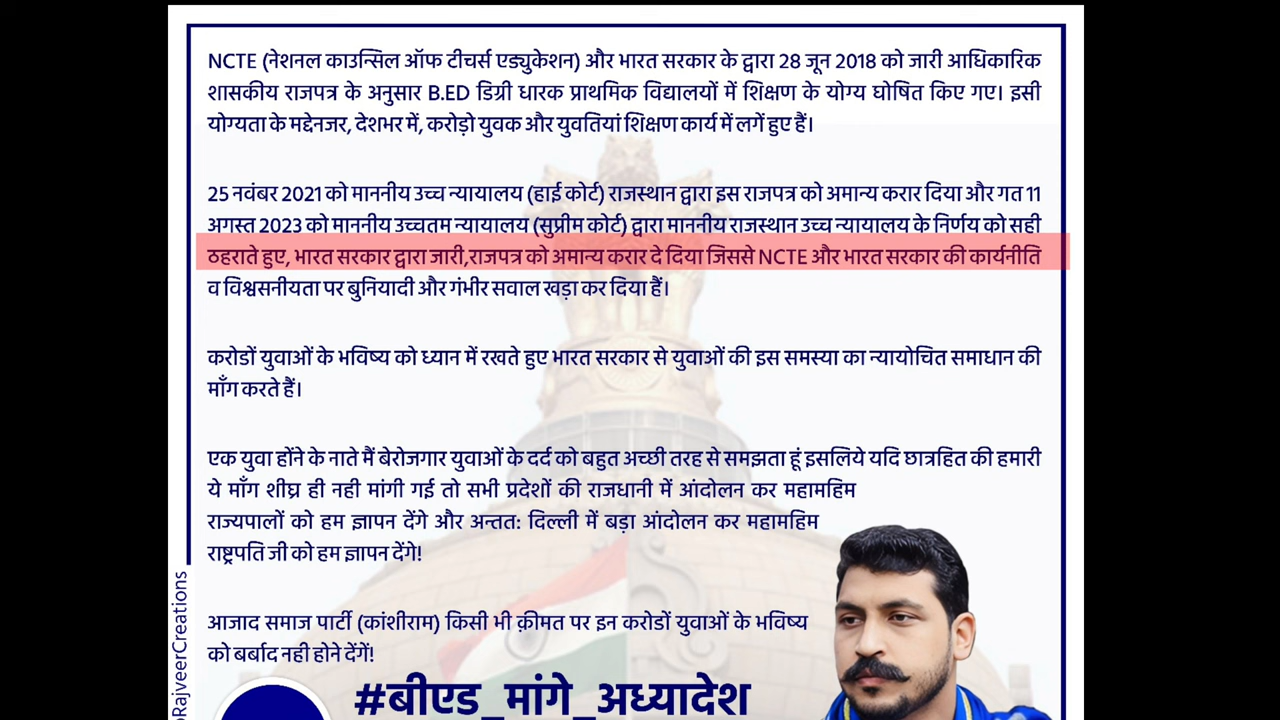 NCTE (नेशनल काउन्सिल ऑफ टीचर्स एड्युकेशन) और भारत सरकार के द्वारा 28 जून 2018 को जारी आधिकारिक
शासकीय राजपत्र के अनुसार B.ED डिग्री धारक प्राथमिक विद्यालयों में शिक्षण के योग्य घोषित किए गए। इसी
योग्यता के मद्देनजर, देशभर में, करोड़ो युवक और युवतियां शिक्षण कार्य में लगें हुए हैं।
25 नवंबर 2021 को माननीय उच्च न्यायालय (हाई कोर्ट) राजस्थान द्वारा इस राजपत्र को अमान्य करार दिया और गत 11
अगस्त 2023 को माननीय उच्चतम न्यायालय (सुप्रीम कोर्ट) द्वारा माननीय राजस्थान उच्च न्यायालय के निर्णय को सही
ठहराते हुए, भारत सरकार द्वारा जारी,राजपत्र को अमान्य करार दे दिया जिससे NCTE और भारत सरकार की कार्यनीति
व विश्वसनीयता पर बुनियादी और गंभीर सवाल खड़ा कर दिया हैं।
करोडों युवाओं के भविष्य को ध्यान में रखते हुए भारत सरकार से युवाओं की इस समस्या का न्यायोचित समाधान की
माँग करते हैं।
एक युवा होंने के नाते मैं बेरोजगार युवाओं के दर्द को बहुत अच्छी तरह से समझता हूं इसलिये यदि छात्रहित की हमारी
ये माँग शीघ्र ही नही मांगी गई तो सभी प्रदेशों की राजधानी में आंदोलन कर महामहिम
राज्यपालों को हम ज्ञापन देंगे और अन्तत: दिल्ली में बड़ा आंदोलन कर महामहिम
राष्ट्रपति जी को हम ज्ञापन देंगे!
आजाद समाज पार्टी (कांशीराम) किसी भी क़ीमत पर इन करोडों युवाओं के भविष्य
को बर्बाद नही होने देंगें!
#बीएड_मांगे_अध्यादेश
@RajveerCreations